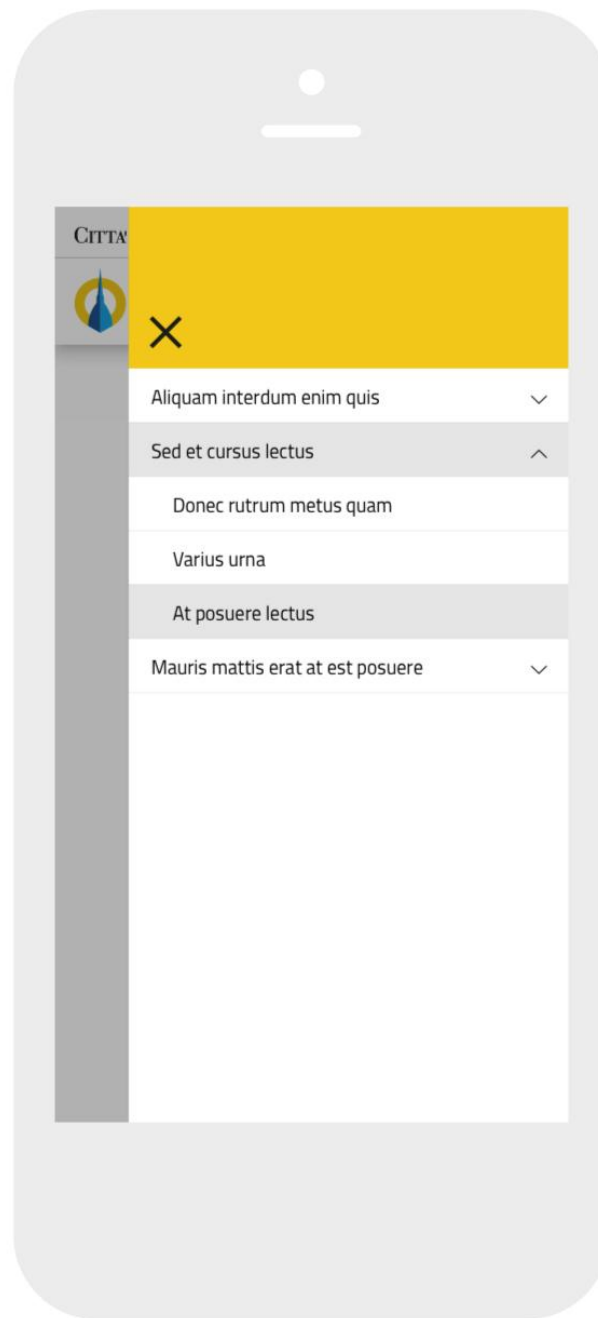 CITTA'
Aliquam interdum enim quis
Sed et cursus lectus
Donec rutrum metus quam
Varius urna
At posuere lectus
Mauris mattis erat at est posuere